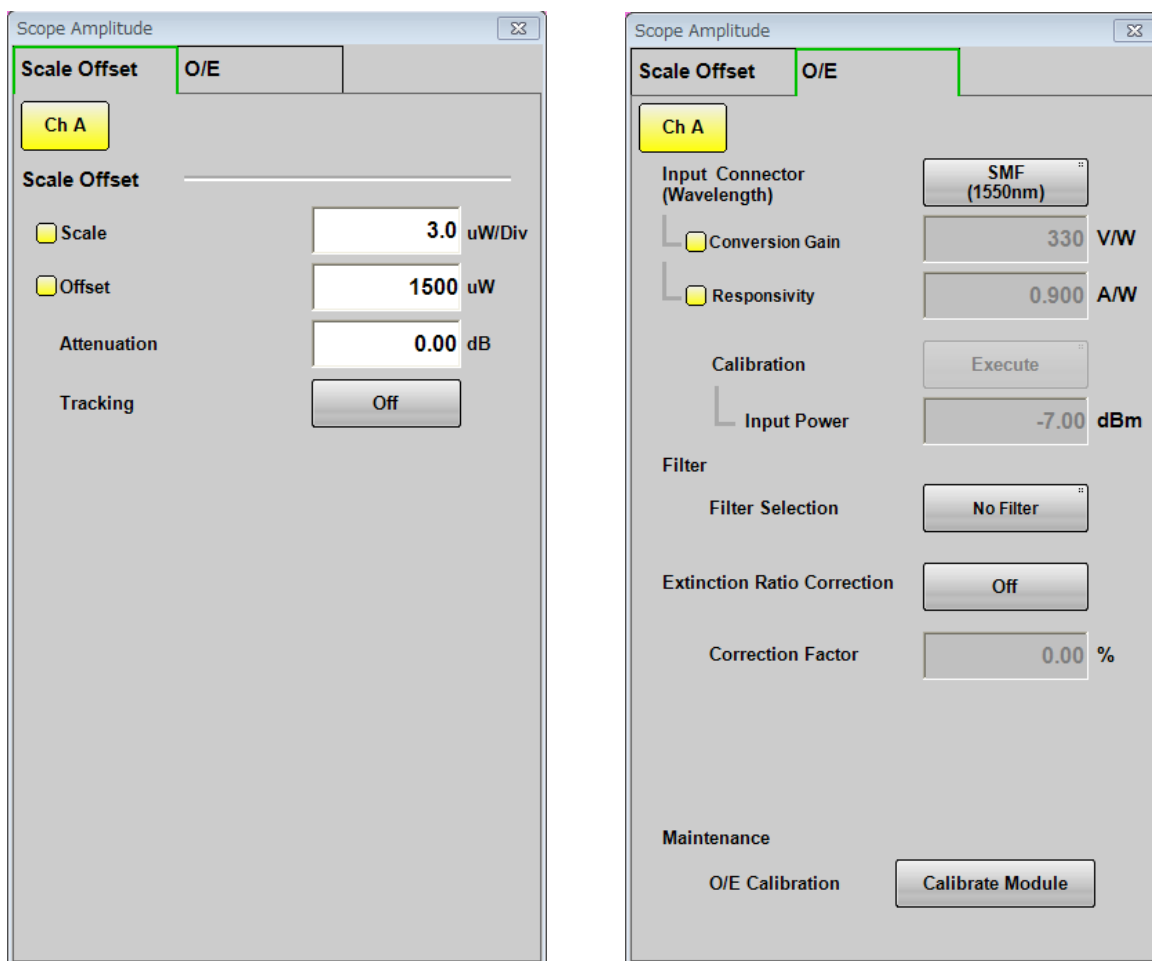 Scope Amplitude
Scale Offset
O/E
Ch A
Scale Offset
Scale 3.0 uW/Div
Offset 1500 uW
Attenuation 0.00 dB
Tracking Off
Scope Amplitude
Scale Offset
O/E
Ch A
Input Connector
(Wavelength)
SMF
(1550nm)
Conversion Gain 330 V/W
Responsivity 0.900 A/W
Calibration Execute
Input Power -7.00 dBm
Filter
Filter Selection No Filter
Extinction Ratio Correction Off
Correction Factor 0.00 %
Maintenance
O/E Calibration Calibrate Module